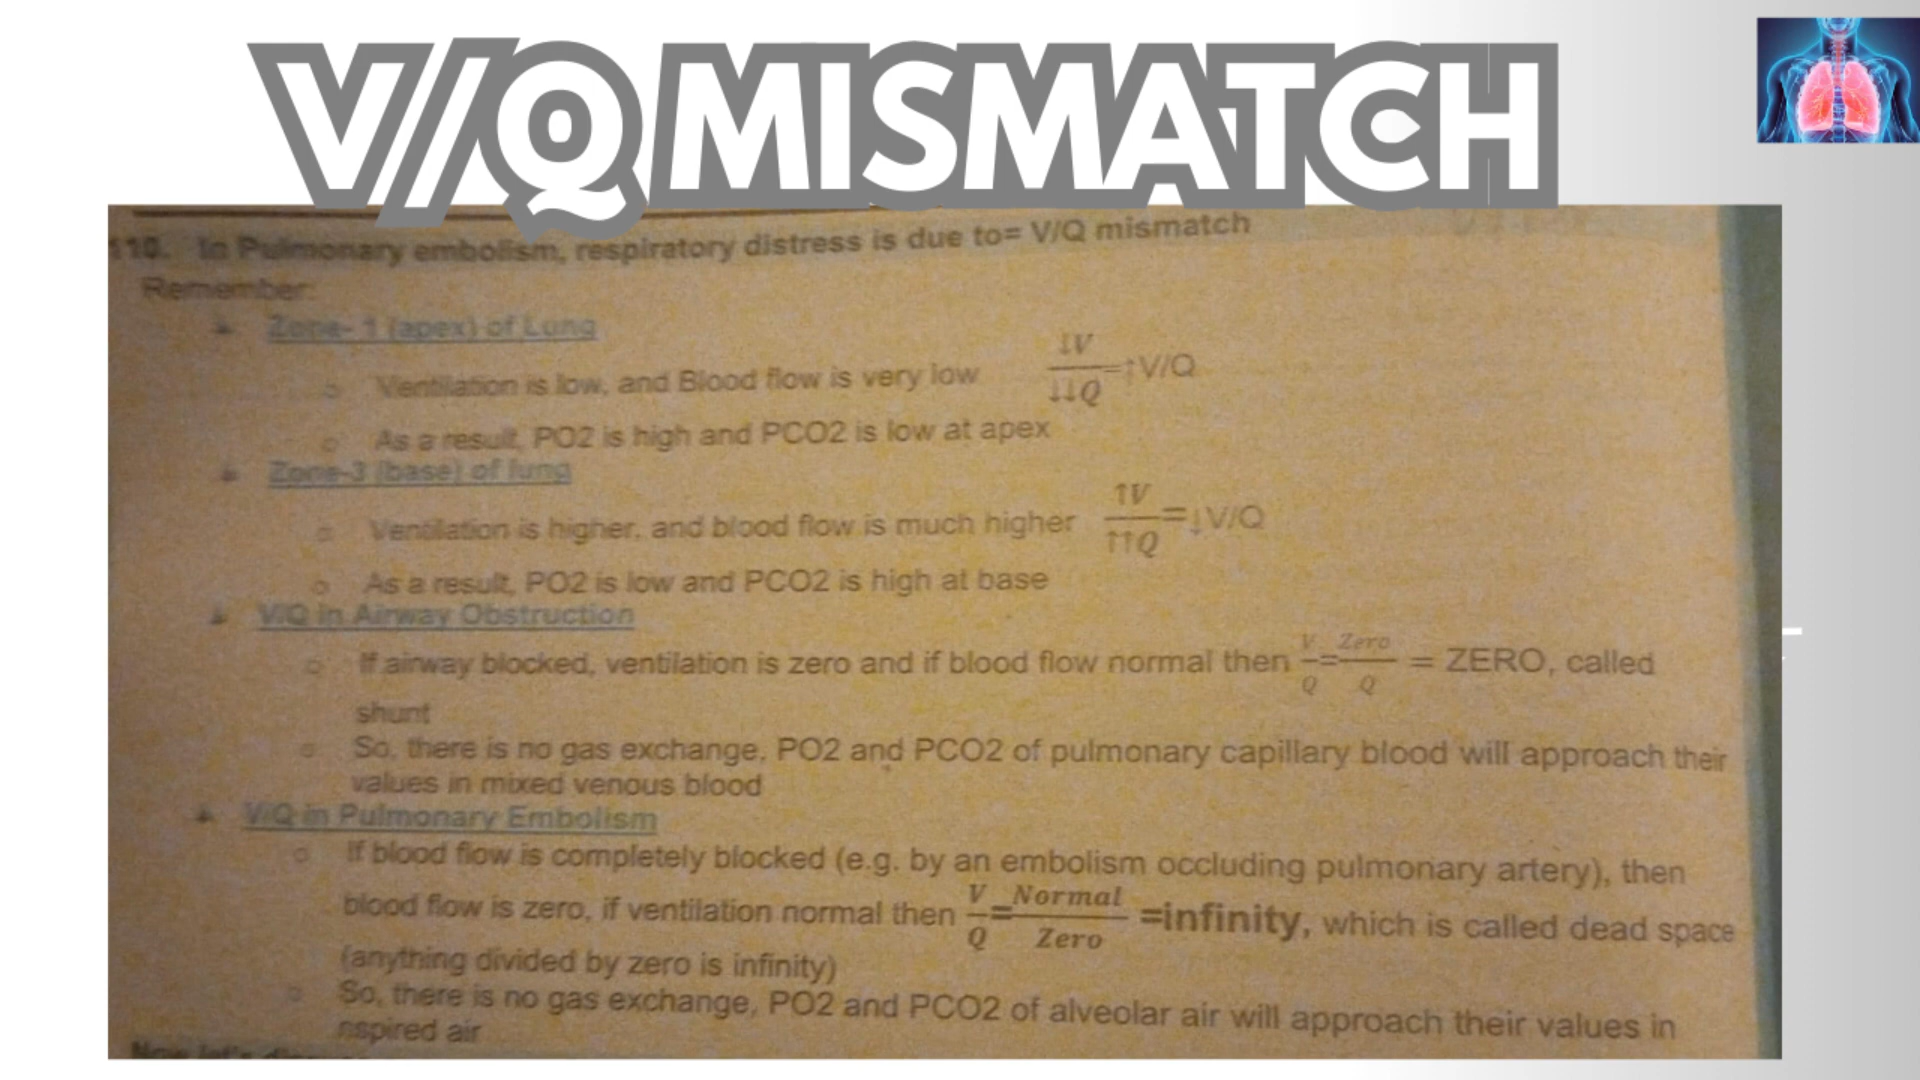 V/Q MISMATCH
110. In Pulmonary embolism, respiratory distress is due to= V/Q mismatch
Remember:
Zone- 1 (apex) of Lung
Ventilation is low, and Blood flow is very low ↓V/↓↓Q=↑V/Q
As a result, PO2 is high and PCO2 is low at apex
Zone-3 (base) of lung
Ventilation is higher, and blood flow is much higher ↑V/↑↑Q=↓V/Q
As a result, PO2 is low and PCO2 is high at base
V/Q in Airway Obstruction
If airway blocked, ventilation is zero and if blood flow normal then V/Q=Zero/Q = ZERO, called
shunt
So, there is no gas exchange, PO2 and PCO2 of pulmonary capillary blood will approach their
values in mixed venous blood
V/Q in Pulmonary Embolism
If blood flow is completely blocked (e.g. by an embolism occluding pulmonary artery), then
blood flow is zero, if ventilation normal then V/Q=Normal/Zero =infinity, which is called dead space
(anything divided by zero is infinity)
So, there is no gas exchange, PO2 and PCO2 of alveolar air will approach their values in
nspired air